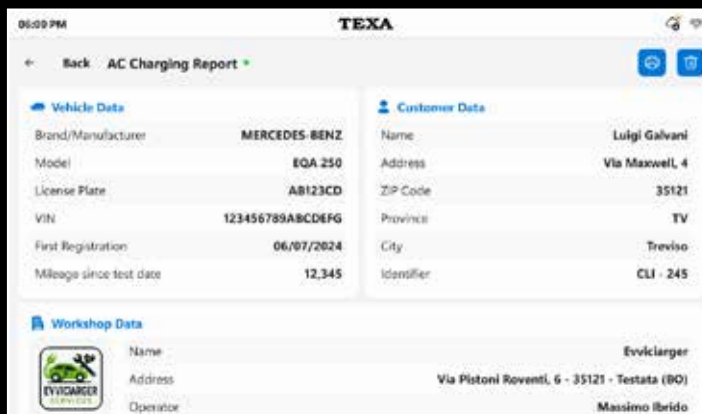 06:09 PM
TEXA
← Back AC Charging Report
Vehicle Data
Brand/Manufacturer MERCEDES-BENZ
Model EQA 250
License Plate AB123CD
VIN 123456789ABCDEFG
First Registration 06/07/2024
Mileage since test date 12,345
Customer Data
Name Luigi Galvani
Address Via Maxwell, 4
ZIP Code 35121
Province TV
City Treviso
Identifier CLI - 245
Workshop Data
EVVICIARGER
SERVICES
Name Evviciarger
Address Via Pistoni Roventi, 6 - 35121 - Testata (BO)
Operator Massimo Ibrido